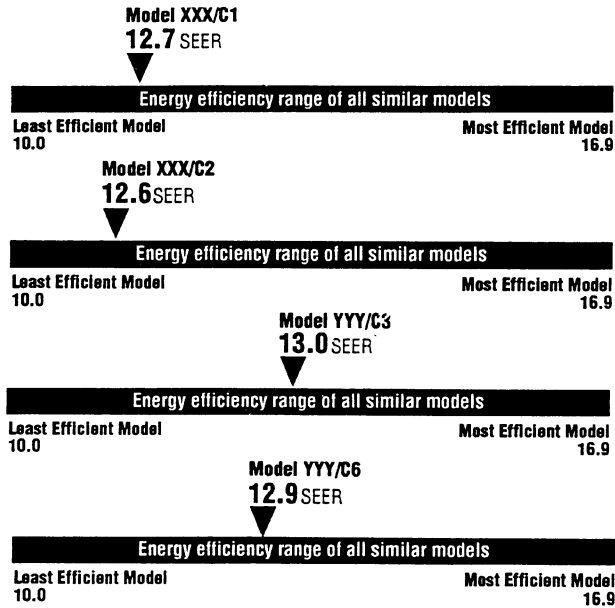 Model XXX/C1
12.7 SEER
Energy efficiency range of all similar models
Least Efficient Model
10.0
Most Efficient Model
16.9
Model XXX/C2
12.6 SEER
Energy efficiency range of all similar models
Least Efficient Model
10.0
Most Efficient Model
16.9
Model YYY/C3
13.0 SEER
Energy efficiency range of all similar models
Least Efficient Model
10.0
Most Efficient Model
16.9
Model YYY/C6
12.9 SEER
Energy efficiency range of all similar models
Least Efficient Model
10.0
Most Efficient Model
16.9